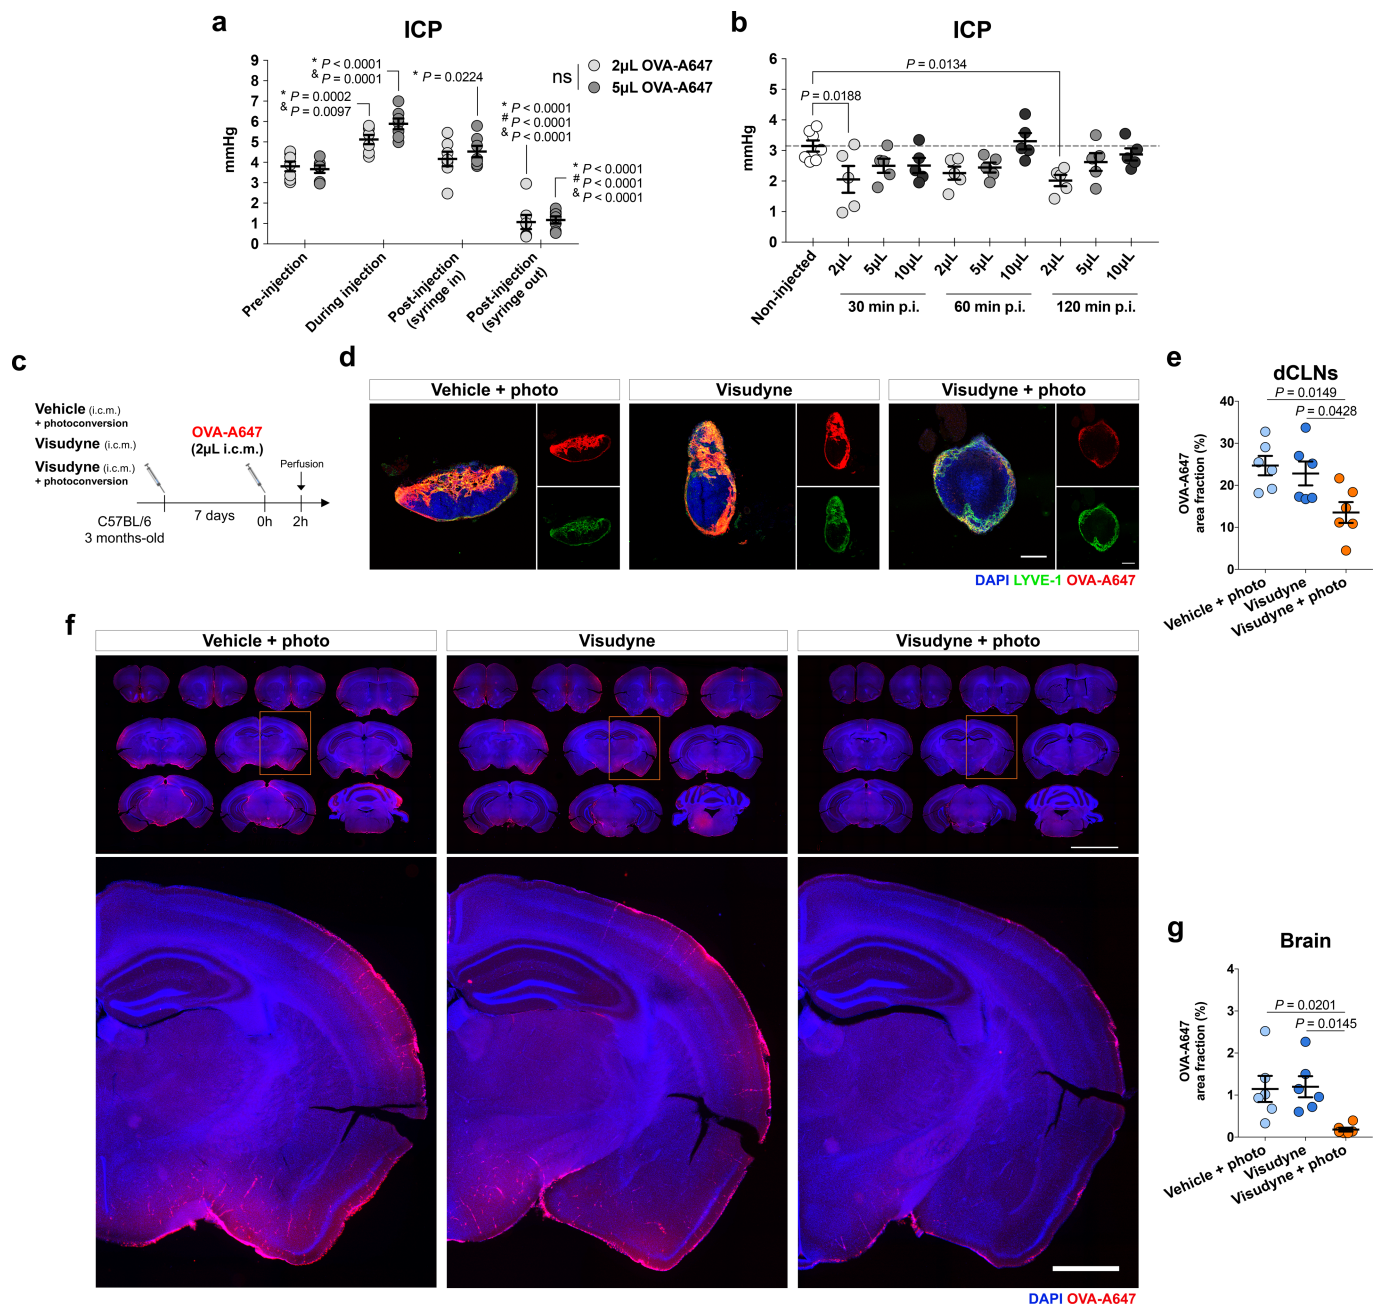 a
ICP
mmHg
9
8
7
6
5
4
3
2
1
0
* P < 0.0001
& P = 0.0001
* P = 0.0002
& P = 0.0097
* P = 0.0224
* P < 0.0001
# P < 0.0001
& P < 0.0001
* P < 0.0001
# P < 0.0001
& P < 0.0001
ns
2μL OVA-A647
5μL OVA-A647
Pre-injection
During injection
Post-injection
(syringe in)
Post-injection
(syringe out)
b
ICP
mmHg
6
5
4
3
2
1
0
P = 0.0134
P = 0.0188
Non-injected
2μL
5μL
10μL
2μL
5μL
10μL
2μL
5μL
10μL
30 min p.i.
60 min p.i.
120 min p.i.
c
Vehicle (i.c.m.)
+ photoconversion
Visudyne (i.c.m.)
Visudyne (i.c.m.)
+ photoconversion
OVA-A647
(2μL i.c.m.)
Perfusion
7 days
0h
2h
C57BL/6
3 months-old
d
Vehicle + photo
Visudyne
Visudyne + photo
DAPI LYVE-1 OVA-A647
e
dCLNs
P = 0.0149
P = 0.0428
OVA-A647
area fraction (%)
40
30
20
10
0
Vehicle + photo
Visudyne
Visudyne + photo
f
Vehicle + photo
Visudyne
Visudyne + photo
DAPI OVA-A647
g
Brain
P = 0.0201
P = 0.0145
OVA-A647
area fraction (%)
4
3
2
1
0
Vehicle + photo
Visudyne
Visudyne + photo